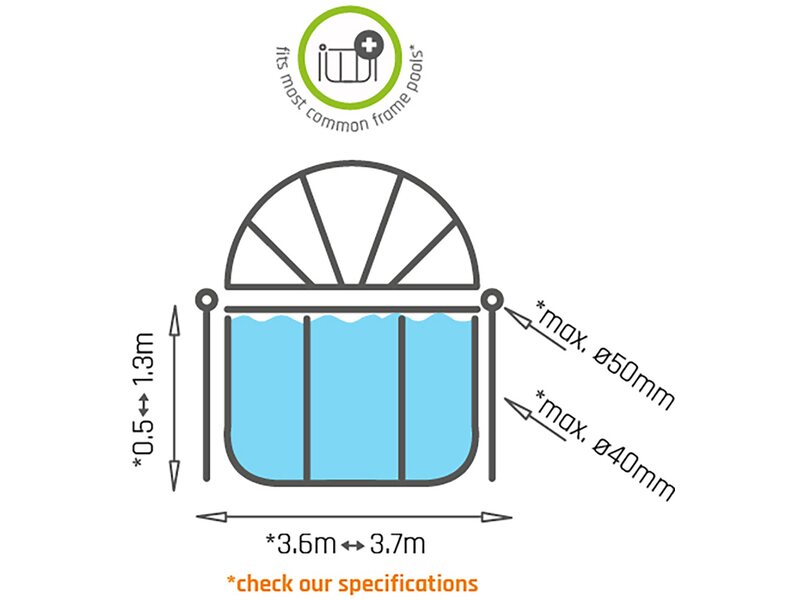 fits most common frame pools*
*max. ø50mm
*0.5↔1.3m
*max. ø40mm
*3.6m↔3.7m
*check our specifications